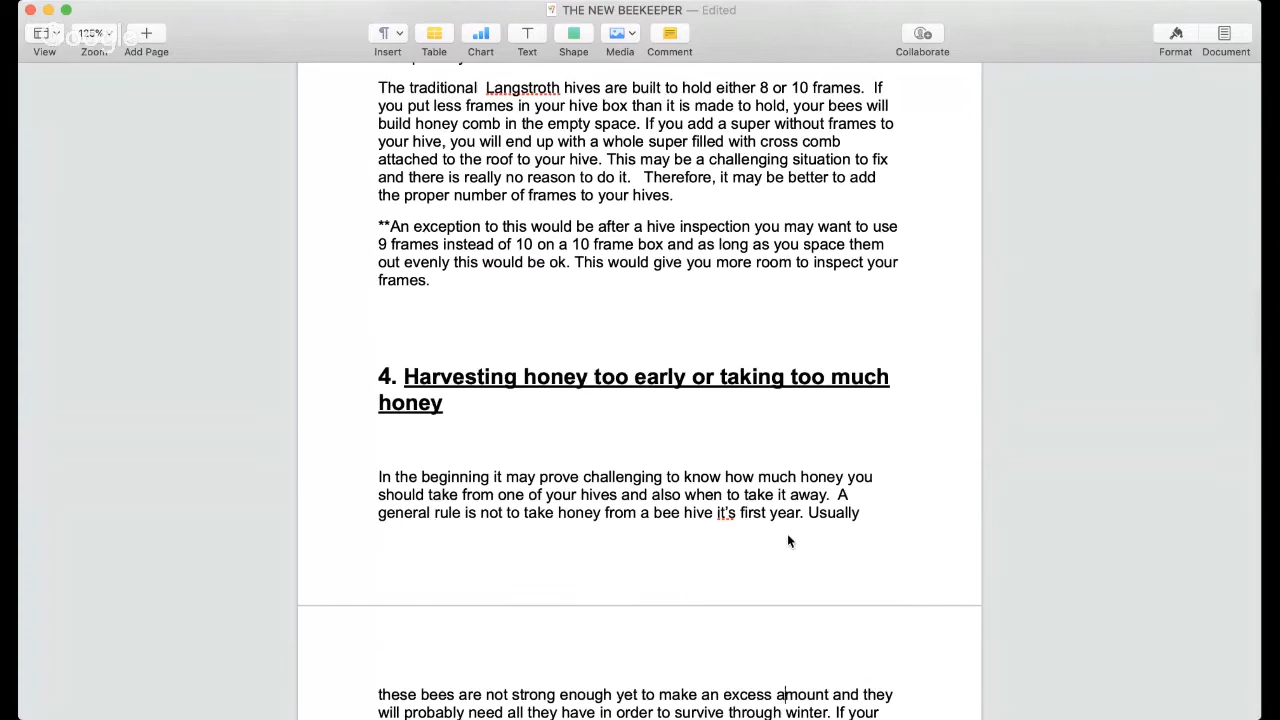 THE NEW BEEKEEPER — Edited
125%
Google
View
Zoom
Add Page
Insert
Table
Chart
Text
Shape
Media
Comment
Collaborate
Format
Document
The traditional  Langstroth hives are built to hold either 8 or 10 frames.  If
you put less frames in your hive box than it is made to hold, your bees will
build honey comb in the empty space. If you add a super without frames to
your hive, you will end up with a whole super filled with cross comb
attached to the roof to your hive. This may be a challenging situation to fix
and there is really no reason to do it.   Therefore, it may be better to add
the proper number of frames to your hives.
**An exception to this would be after a hive inspection you may want to use
9 frames instead of 10 on a 10 frame box and as long as you space them
out evenly this would be ok. This would give you more room to inspect your
frames.
4. Harvesting honey too early or taking too much
honey
In the beginning it may prove challenging to know how much honey you
should take from one of your hives and also when to take it away.  A
general rule is not to take honey from a bee hive it's first year. Usually
these bees are not strong enough yet to make an excess amount and they
will probably need all they have in order to survive through winter. If your